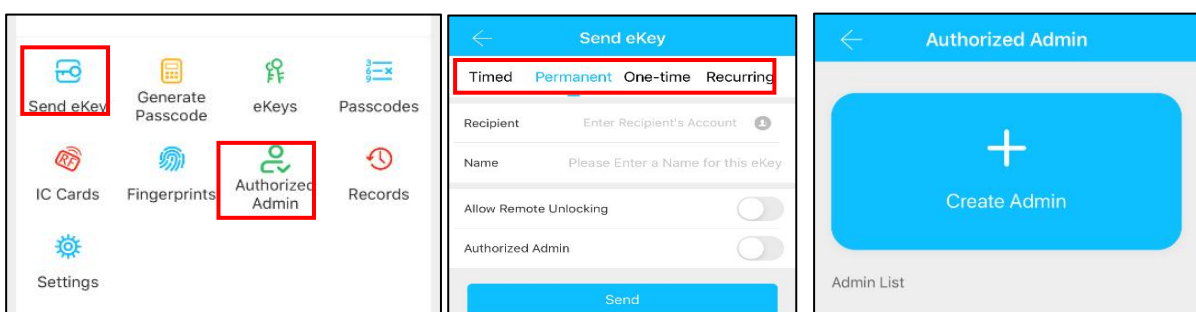 Send eKey
Generate
Passcode
eKeys
Passcodes
IC Cards
Fingerprints
Authorized
Admin
Records
Settings
Send eKey
Timed Permanent One-time Recurring
Recipient Enter Recipient's Account
Name Please Enter a Name for this eKey
Allow Remote Unlocking
Authorized Admin
Send
Authorized Admin
Create Admin
Admin List